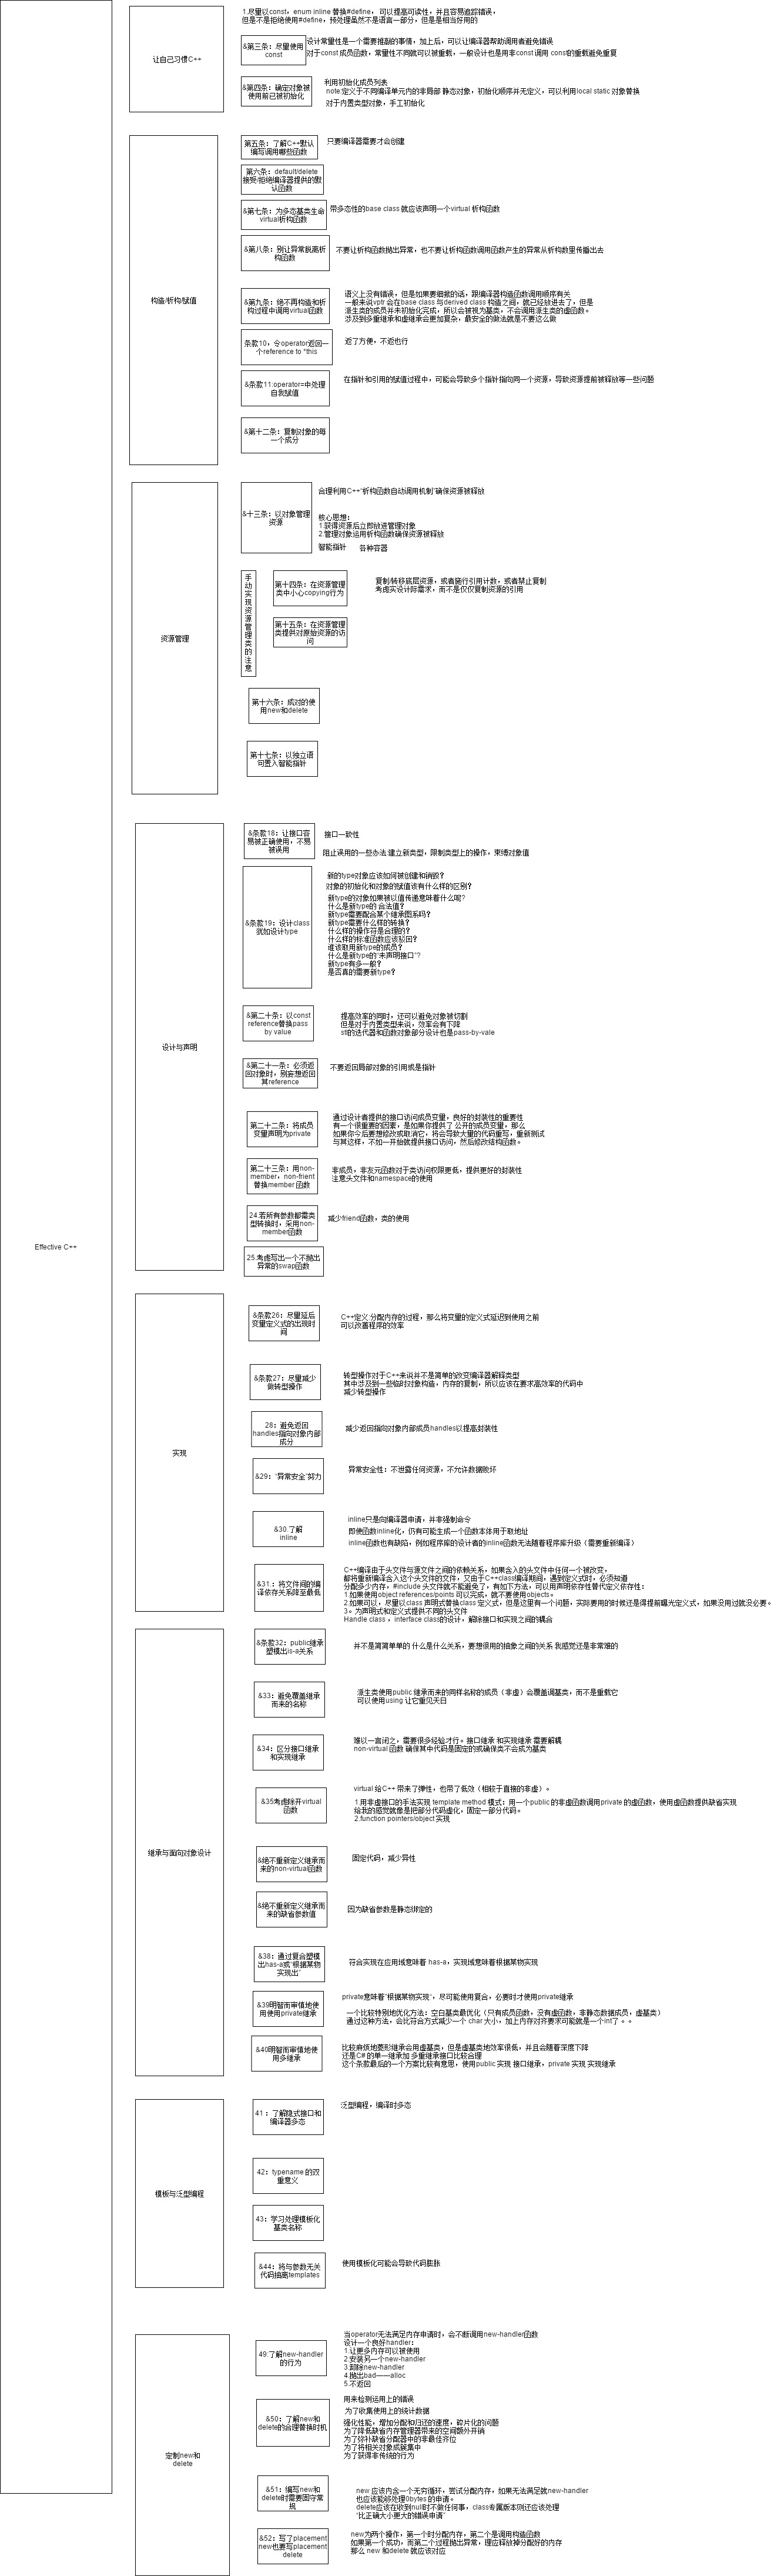 Effective C++
让自己习惯C++
1.尽量以const，enum inline 替换#define， 可以提高可读性，并且容易追踪错误，
但是不是拒绝使用#define，预处理虽然不是语言一部分，但是是相当好用的
&第三条：尽量使用
const
设计常量性是一个需要推敲的事情，加上后，可以让编译器帮助调用者避免错误
对于const 成员函数，常量性不同就可以被重载，一般设计也是用非const 调用 const的重载避免重复
&第四条：确定对象被
使用前已被初始化
利用初始化成员列表
note:定义于不同编译单元内的非局部 静态对象，初始化顺序并无定义，可以利用local static 对象替换
对于内置类型对象，手工初始化
构造/析构/赋值
第五条：了解C++默认
编写调用哪些函数
只要编译器需要才会创建
第六条：default/delete
接受/拒绝编译器提供的默
认函数
&第七条：为多态基类生命
virtual析构函数
带多态性的base class 就应该声明一个virtual 析构函数
&第八条：别让异常脱离析
构函数
不要让析构函数抛出异常，也不要让析构函数调用函数产生的异常从析构数里传播出去
&第九条：绝不再构造和析
构过程中调用virtual函数
语义上没有错误，但是如果要细掀的话，跟编译器构造函数调用顺序有关
一般来说vptr 会在base class 与derived class 构造之间，就已经放进去了，但是
派生类的成员并未初始化完成，所以会被视为基类，不会调用派生类的虚函数。
涉及到多重继承和虚继承会更加复杂，最安全的做法就是不要这么做
条款10，令operator返回一
个reference to *this
返了方便，不返也行
&条款11:operator=中处理
自我赋值
在指针和引用的赋值过程中，可能会导致多个指针指向同一个资源，导致资源提前被释放等一些问题
&第十二条：复制对象的每
一个成分
资源管理
&十三条：以对象管理
资源
合理利用C++“析构函数自动调用机制”确保资源被释放
核心思想：
1.获得资源后立即放进管理对象
2.管理对象运用析构函数确保资源被释放
智能指针 各种容器
手
动
实
现
资
源
管
理
类
的
注
意
第十四条：在资源管理
类中小心copying行为
复制/转移底层资源，或者施行引用计数，或者禁止复制
考虑实设计际需求，而不是仅仅复制资源的引用
第十五条：在资源管理
类提供对原始资源的访
问
第十六条：成对的使
用new和delete
第十七条：以独立语
句置入智能指针
设计与声明
&条款18：让接口容
易被正确使用，不易
被误用
接口一致性
阻止误用的一些办法:建立新类型，限制类型上的操作，束缚对象值
&条款19：设计class
犹如设计type
新的type对象应该如何被创建和销毁？
对象的初始化和对象的赋值该有什么样的区别？
新type的对象如果被以值传递意味着什么呢？
什么是新type的 合法值？
新type需要配合某个继承图系吗？
新type需要什么样的转换？
什么样的操作符是合理的？
什么样的标准函数应该驳回？
谁该取用新type的成员？
什么是新type的“未声明接口”？
新type有多一般？
是否真的需要新type？
&第二十条：以const
reference替换pass
by value
提高效率的同时，还可以避免对象被切割
但是对于内置类型来说，效率会有下降
stl的迭代器和函数对象部分设计也是pass-by-vale
&第二十一条：必须返
回对象时，别妄想返回
其reference
不要返回局部对象的引用或是指针
第二十二条：将成员
变量声明为private
通过设计者提供的接口访问成员变量，良好的封装性的重要性
有一个很重要的因素，是如果你提供了 公开的成员变量，那么
如果你今后要想修改或取消它，将会导致大量的代码重写，重新测试
与其这样，不如一开始就提供接口访问，然后修改结构函数。
第二十三条：用non-
member，non-frient
替换member 函数
非成员，非友元函数对于类访问权限更低，提供更好的封装性
注意头文件和namespace的使用
24.若所有参数都需类
型转换时，采用non-
member函数
减少friend函数，类的使用
25.考虑写出一个不抛出
异常的swap函数
实现
&条款26：尽量延后
变量定义式的出现时
间
C++定义:分配内存的过程，那么将变量的定义式延迟到使用之前
可以改善程序的效率
&条款27：尽量减少
做转型操作
转型操作对于C++来说并不是简单的改变编译器解释类型
其中涉及到一些临时对象构造，内存的复制，所以应该在要求高效率的代码中
减少转型操作
28：避免返回
handles指向对象内部
成分
减少返回指向对象内部成员handles以提高封装性
&29：“异常安全”努力
异常安全性：不泄露任何资源，不允许数据败坏
&30.了解
inline
inline只是向编译器申请，并非强制命令
即使函数inline化，仍有可能生成一个函数本体用于取地址
inline函数也有缺陷，例如程序库的设计者的inline函数无法随着程序库升级（需要重新编译）
&31.：将文件间的编
译依存关系降至最低
C++编译由于头文件与源文件之间的依赖关系，如果含入的头文件中任何一个被改变，
都将重新编译含入这个头文件的文件，又由于C++class编译期间，遇到定义式时，必须知道
分配多少内存，#include 头文件就不能避免了，有如下方法，可以用声明依存性替代定义依存性：
1.如果使用object references/points 可以完成，就不要使用objects。
2.如果可以，尽量以class 声明式替换class 定义式，但是这里有一个问题，实际要用的时候还是得提前曝光定义式，如果没用过就没必要。
3。为声明式和定义式提供不同的头文件
Handle class ，interface class的设计，解除接口和实现之间的耦合
继承与面向对象设计
&条款32：public继承
塑模出is-a关系
并不是简简单单的 什么是什么关系，要想很用的抽象之间的关系 我感觉还是非常难的
&33：避免覆盖继承
而来的名称
派生类使用public 继承而来的同样名称的成员（非虚）会覆盖调基类，而不是重载它
可以使用using 让它重见天日
&34：区分接口继承
和实现继承
难以一言闭之，需要很多经验才行。接口继承 和实现继承 需要解耦
non-virtual 函数 确保其中代码是固定的或确保类不会成为基类
&35考虑除开virtual
函数
virtual 给C++ 带来了弹性，也带了低效（相较于直接的非虚）。
1.用非虚接口的手法实现 template method 模式：用一个public 的非虚函数调用private 的虚函数，使用虚函数提供缺省实现
给我的感觉就像是把部分代码虚化，固定一部分代码。
2.function pointers/object 实现
&绝不重新定义继承而
来的non-virtual函数
固定代码，减少异性
&绝不重新定义继承而
来的缺省参数值
因为缺省参数是静态绑定的
&38：通过复合塑模
出has-a或“根据某物
实现出”
符合实现在应用域意味着 has-a，实现域意味着根据某物实现
&39明智而审慎地使
用使用private继承
private意味着“根据某物实现”，尽可能使用复合，必要时才使用private继承
一个比较特别地优化方法：空白基类最优化（只有成员函数，没有虚函数，非静态数据成员，虚基类）
通过这种方法，会比符合方式减少一个 char 大小，加上内存对齐要求可能就是一个int了 。。
&40明智而审慎地使
用多继承
比较麻烦地菱形继承会用虚基类，但是虚基类地效率很低，并且会随着深度下降
还是C# 的单一继承加 多重继承接口比较合理
这个条款最后的一个方案比较有意思，使用public 实现 接口继承，private 实现 实现继承
模板与泛型编程
41：了解隐式接口和
编译器多态
泛型编程，编译时多态
42：typename 的双
重意义
43：学习处理模板化
基类名称
&44：将与参数无关
代码抽离templates
使用模板化可能会导致代码膨胀
定制new和
delete
49.了解new-handler
的行为
当operator无法满足内存申请时，会不断调用new-handler函数
设计一个良好handler：
1.让更多内存可以被使用
2.安装另一个new-handler
3.卸除new-handler
4.抛出bad——alloc
5.不返回
&50：了解new和
delete的合理替换时机
用来检测运用上的错误
为了收集使用上的统计数据
强化性能，增加分配和归还的速度，碎片化的问题
为了降低缺省内存管理器带来的空间额外开销
为了弥补缺省分配器中的非最佳齐位
为了将相关对象成簇集中
为了获得非传统的行为
&51：编写new和
delete时需要固守常
规
new 应该内含一个无穷循环，尝试分配内存，如果无法满足就new-handler
也应该能够处理0bytes 的申请。
delete应该在收到null时不做任何事，class专属版本则还应该处理
“比正确大小更大的错误申请”
&52：写了placement
new也要写placement
delete
new为两个操作，第一个时分配内存，第二个是调用构造函数
如果第一个成功，而第二个过程抛出异常，理应释放掉分配好的内存
那么 new 和delete 就应该对应